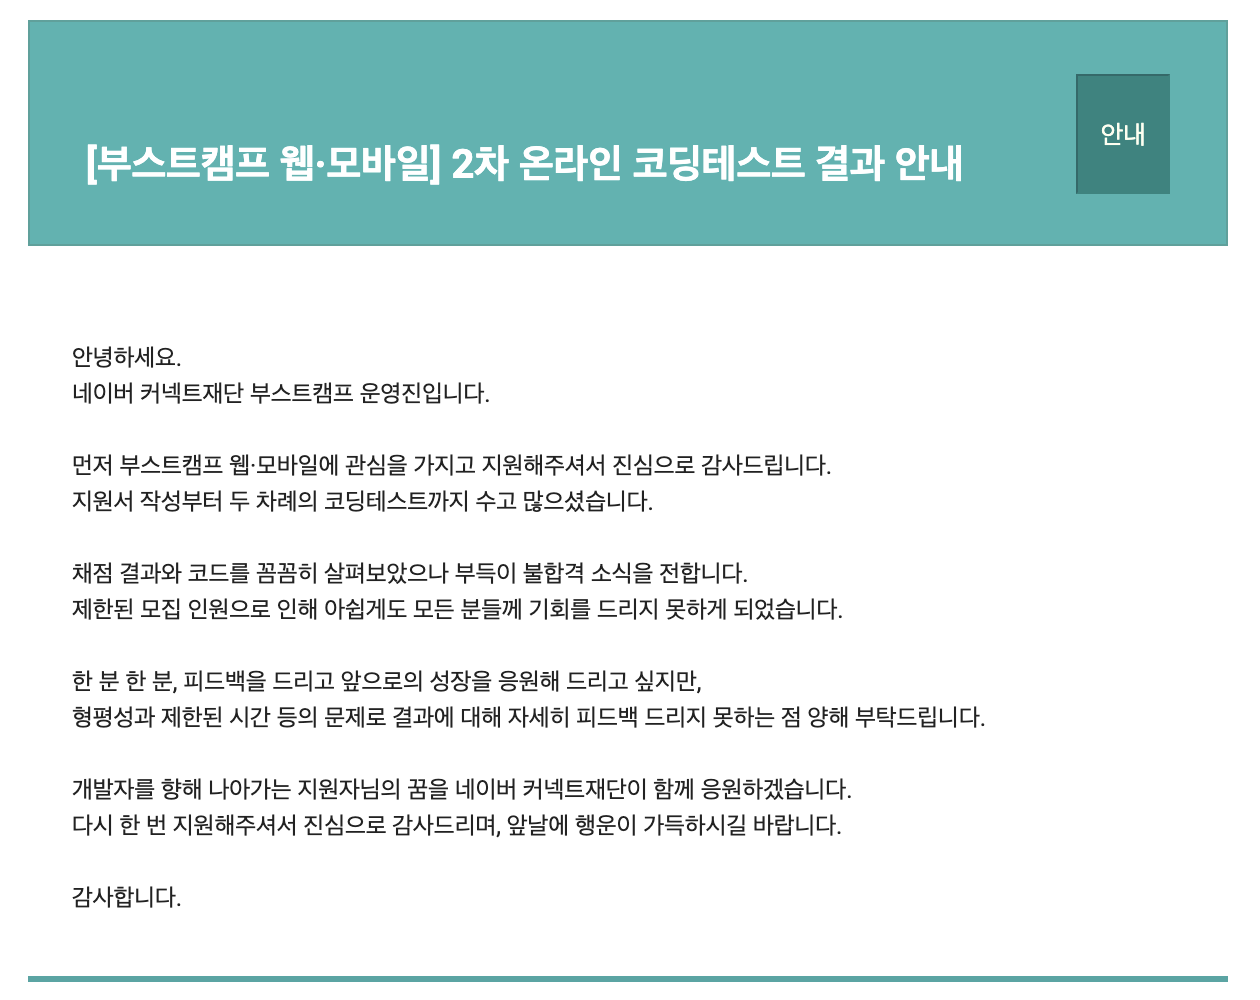 [부스트캠프 웹·모바일] 2차 온라인 코딩테스트 결과 안내
안내
안녕하세요.
네이버 커넥트재단 부스트캠프 운영진입니다.
먼저 부스트캠프 웹·모바일에 관심을 가지고 지원해주셔서 진심으로 감사드립니다.
지원서 작성부터 두 차례의 코딩테스트까지 수고 많으셨습니다.
채점 결과와 코드를 꼼꼼히 살펴보았으나 부득이 불합격 소식을 전합니다.
제한된 모집 인원으로 인해 아쉽게도 모든 분들께 기회를 드리지 못하게 되었습니다.
한 분 한 분, 피드백을 드리고 앞으로의 성장을 응원해 드리고 싶지만,
형평성과 제한된 시간 등의 문제로 결과에 대해 자세히 피드백 드리지 못하는 점 양해 부탁드립니다.
개발자를 향해 나아가는 지원자님의 꿈을 네이버 커넥트재단이 함께 응원하겠습니다.
다시 한 번 지원해주셔서 진심으로 감사드리며, 앞날에 행운이 가득하시길 바랍니다.
감사합니다.